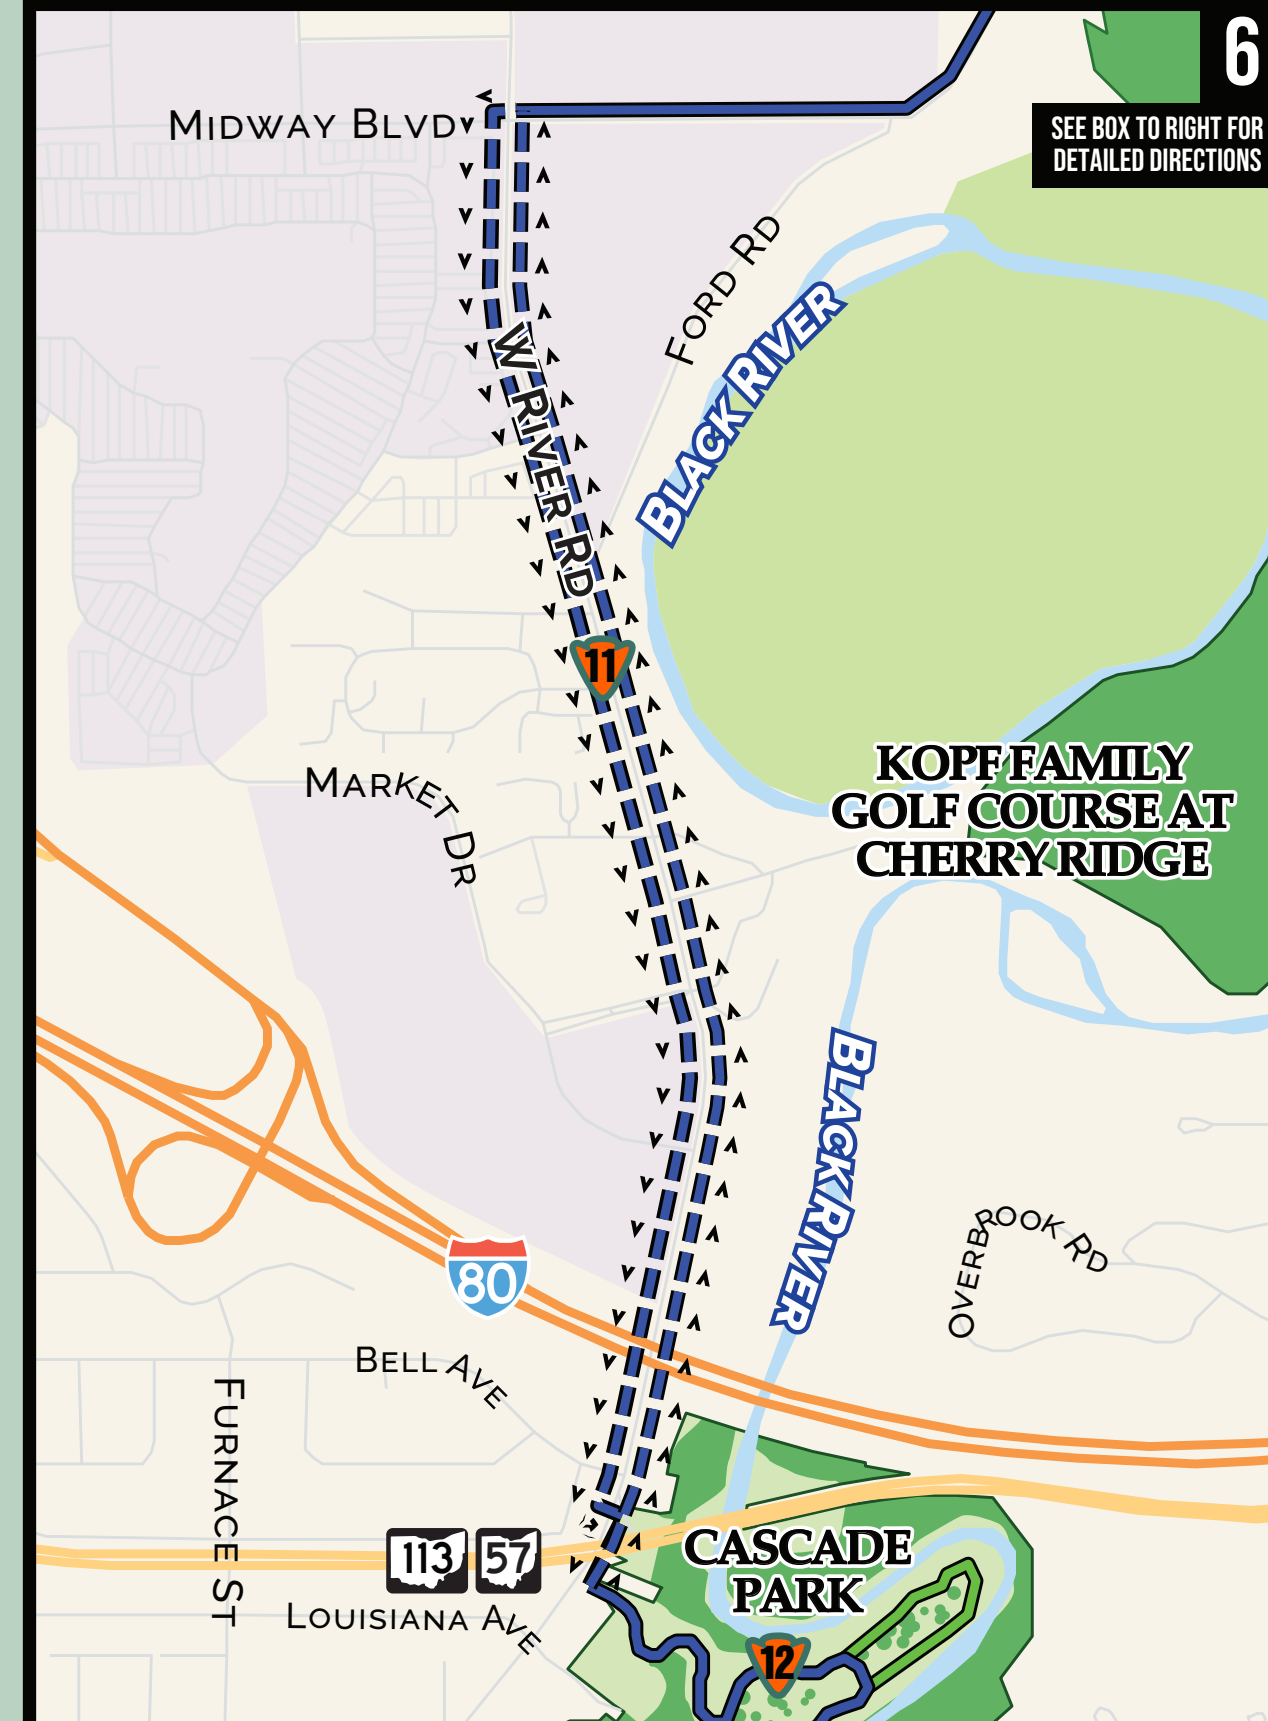 6
SEE BOX TO RIGHT FOR
DETAILED DIRECTIONS
MIDWAY BLVD
FORD RD
BLACK RIVER
W RIVER RD
11
KOPF FAMILY
GOLF COURSE AT
CHERRY RIDGE
MARKET DR
BLACK RIVER
OVERBROOK RD
80
BELL AVE
FURNACE ST
113
57
CASCADE
PARK
LOUISIANA AVE
12